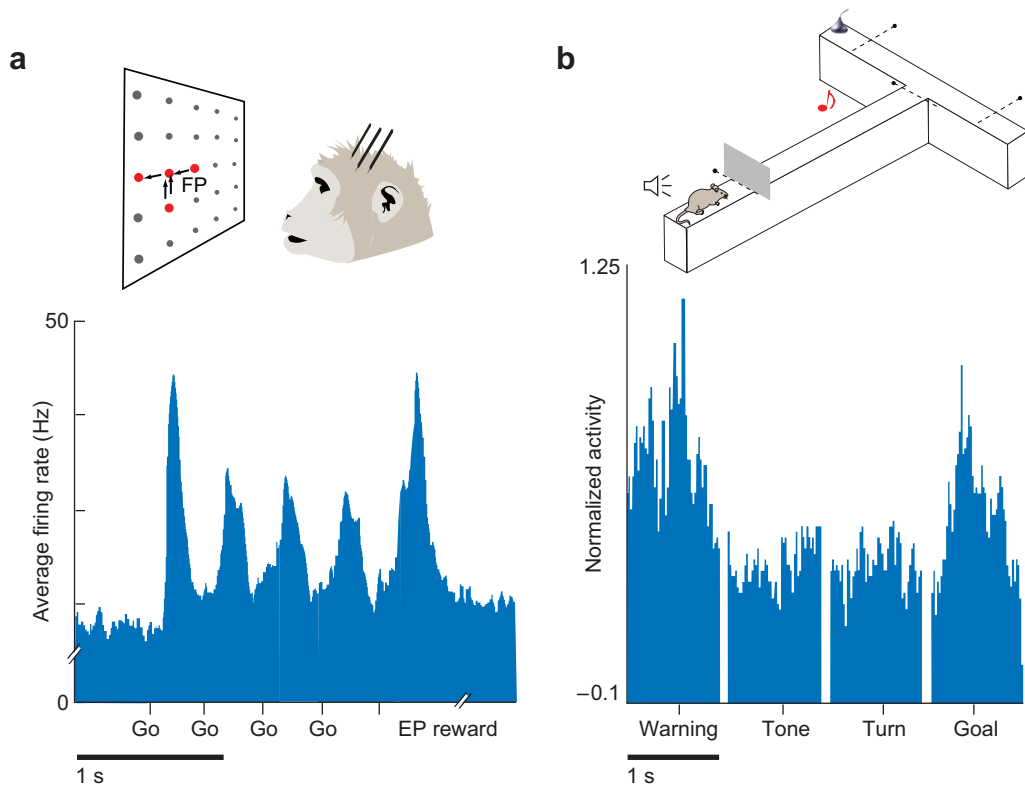 a
FP
50
Average firing rate (Hz)
0
Go Go Go Go EP reward
1 s
b
1.25
Normalized activity
–0.1
Warning Tone Turn Goal
1 s